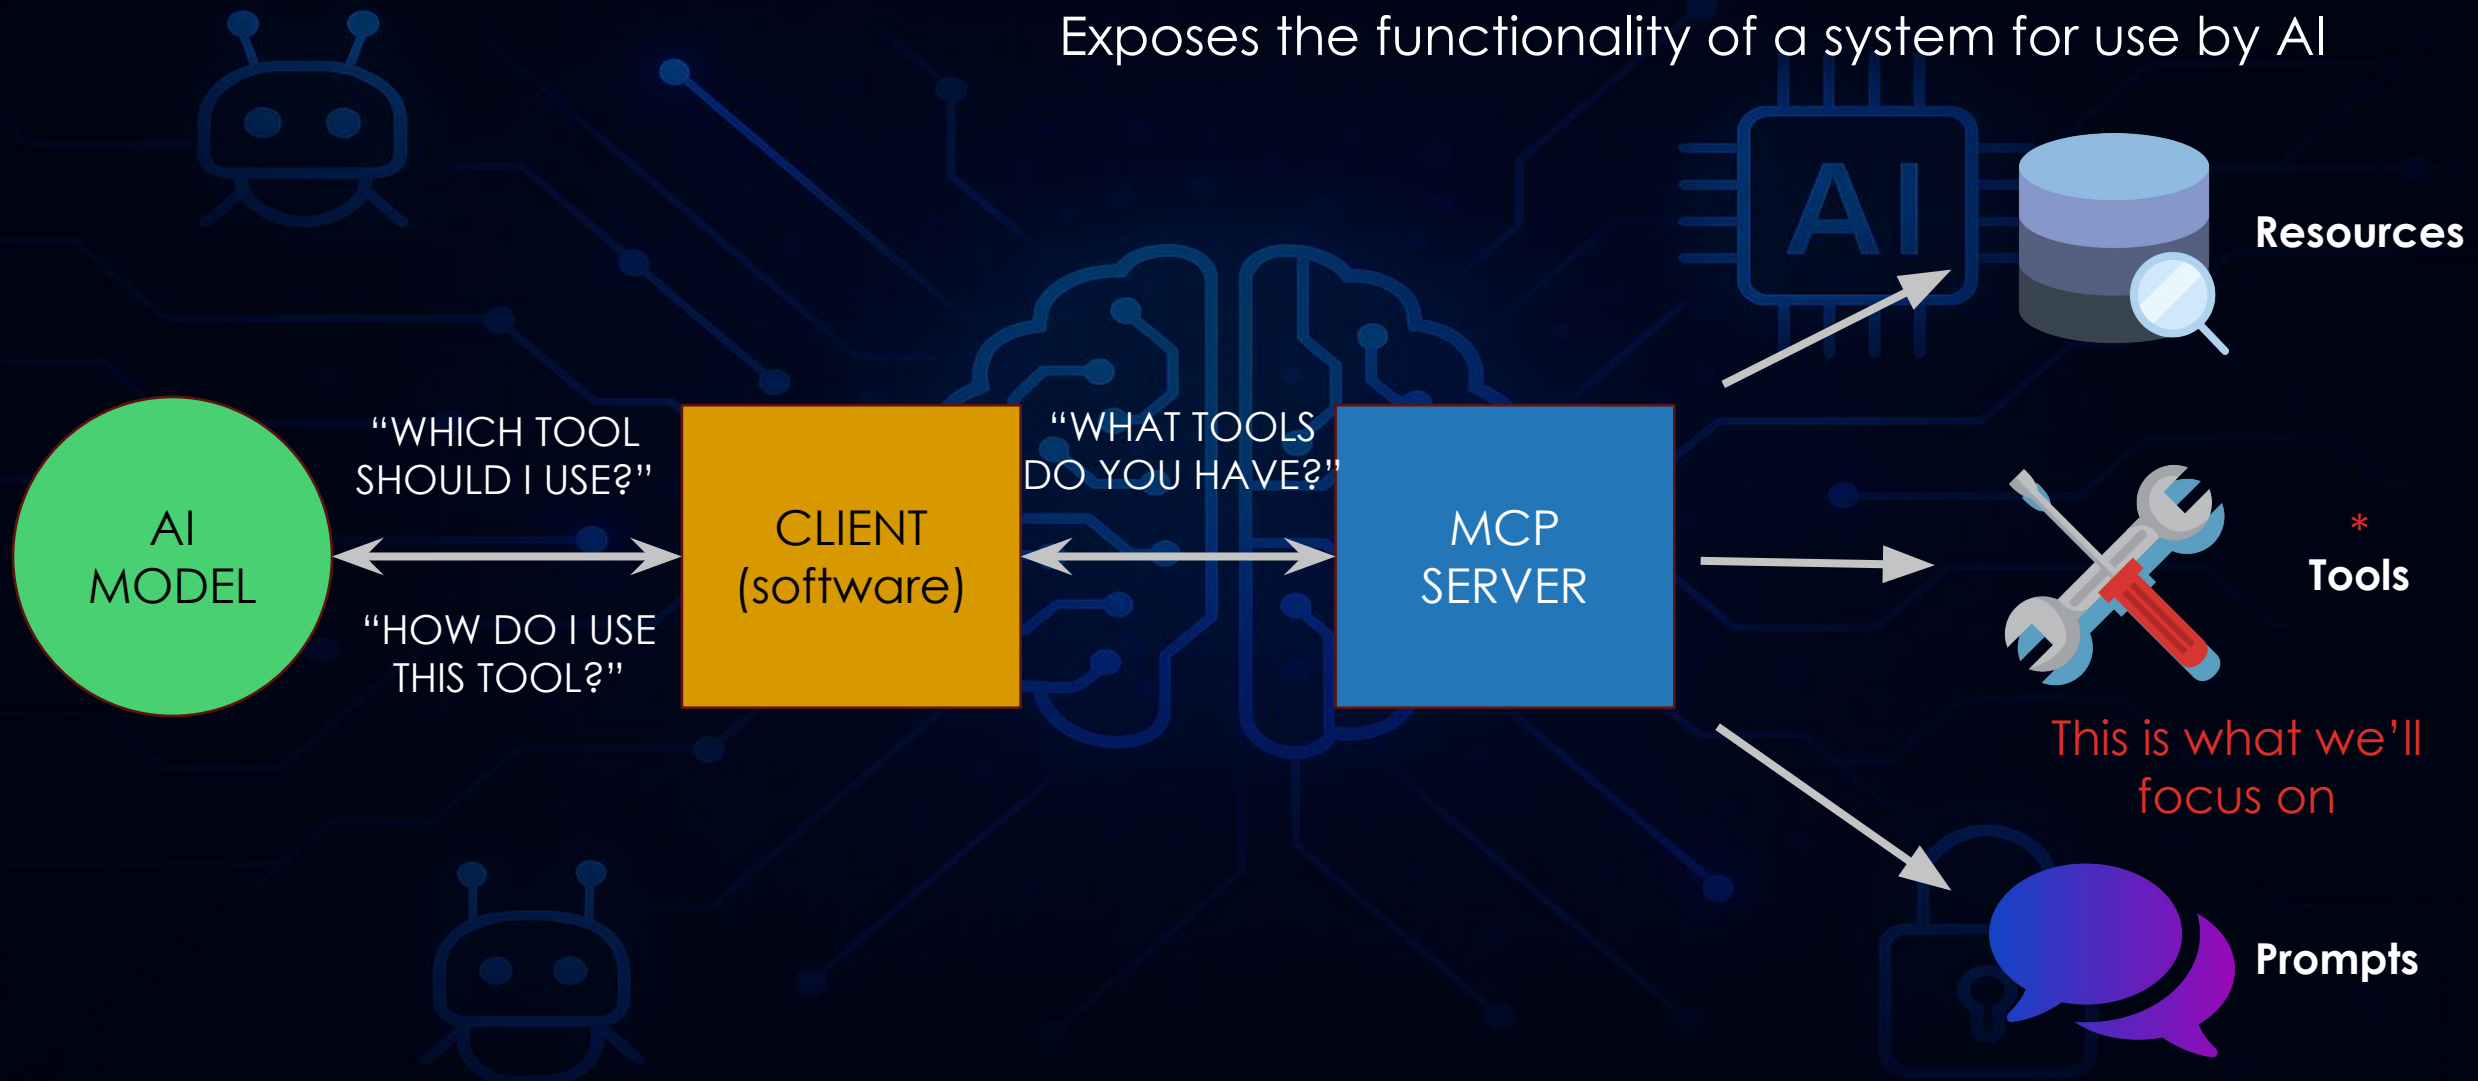 Exposes the functionality of a system for use by AI
AI
Resources
“WHICH TOOL
SHOULD I USE?”
“WHAT TOOLS
DO YOU HAVE?”
AI
MODEL
CLIENT
(software)
MCP
SERVER
*
Tools
“HOW DO I USE
THIS TOOL?”
This is what we’ll
focus on
Prompts